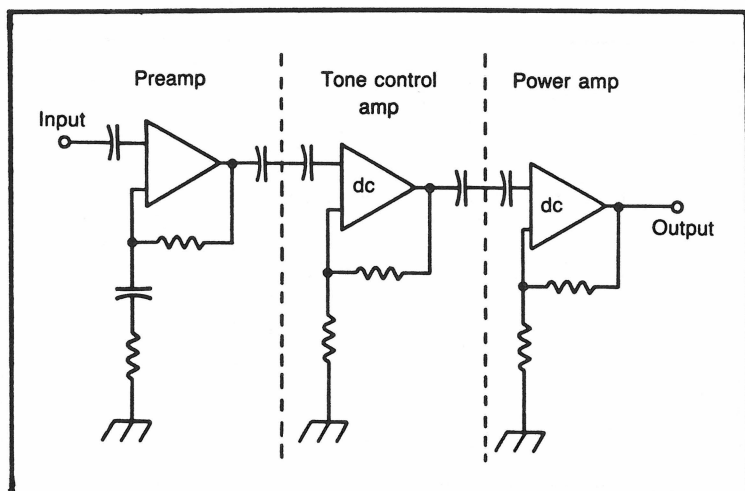 Preamp
Tone control
amp
Power amp
Input
dc
dc
Output